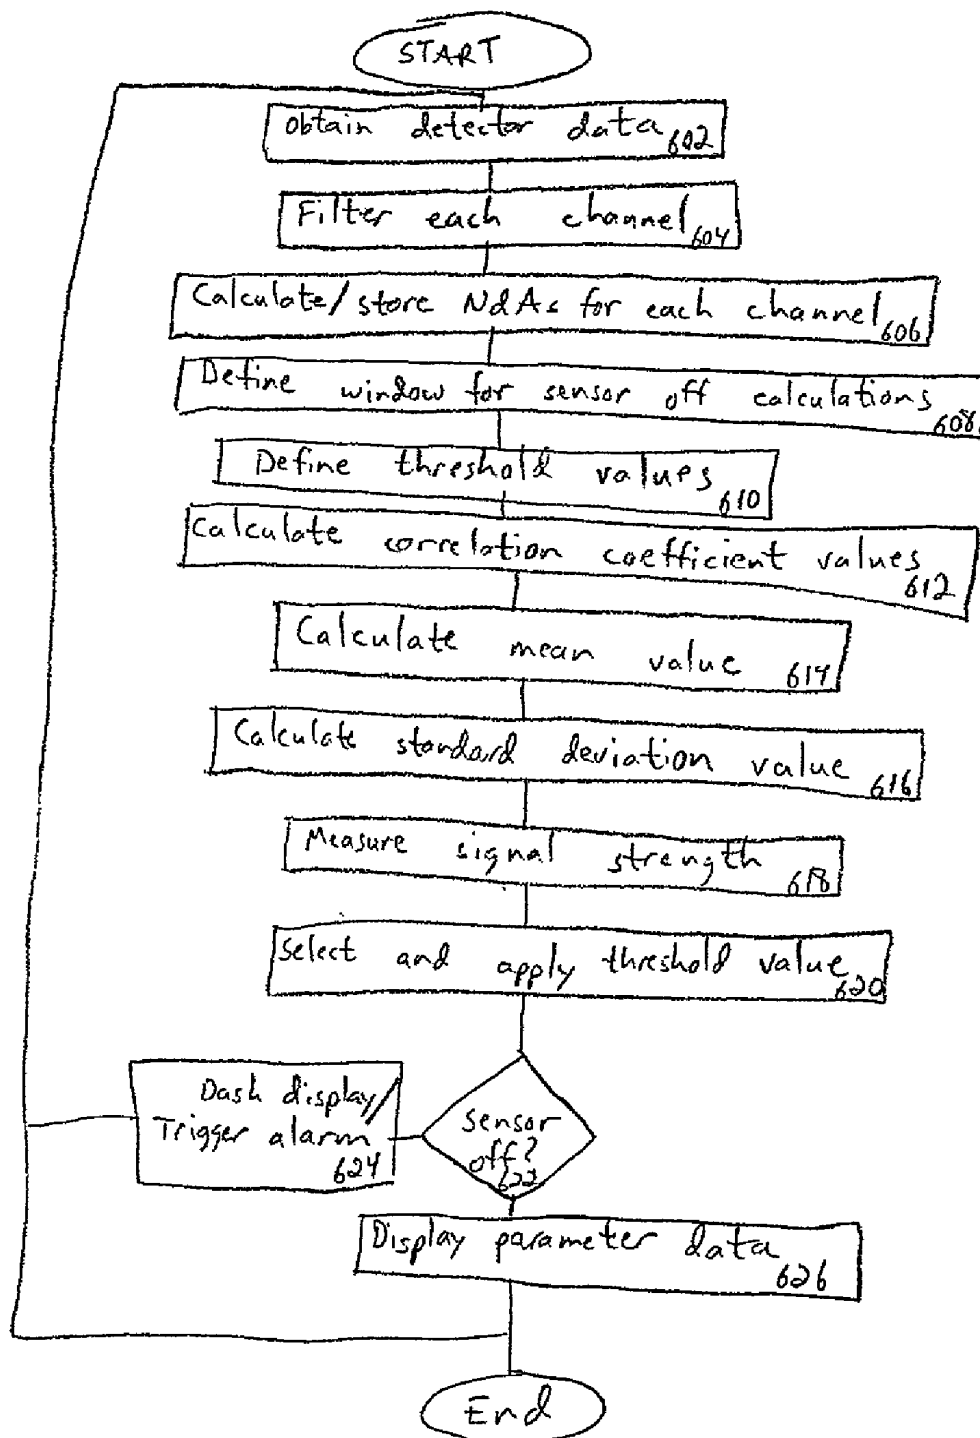 START
Obtain detector data 602
Filter each channel 604
Calculate/store NdAs for each channel 606
Define window for sensor off calculations 608
Define threshold values 610
Calculate correlation coefficient values 612
Calculate mean value 614
Calculate standard deviation value 616
Measure signal strength 618
Select and apply threshold value 620
Dash display/
Trigger alarm
624
sensor
off?
622
Display parameter data 626
End